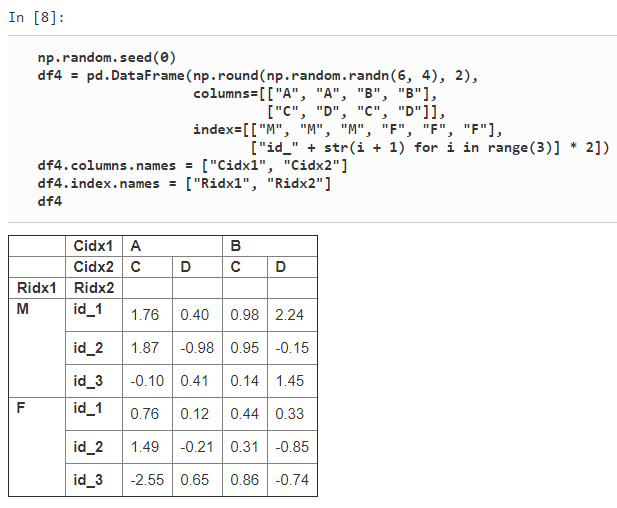 In [8]:
np.random.seed(0)
df4 = pd.DataFrame(np.round(np.random.randn(6, 4), 2),
columns=[["A", "A", "B", "B"],
["C", "D", "C", "D"]],
index=[["M", "M", "M", "F", "F", "F"],
["id_" + str(i + 1) for i in range(3)] * 2])
df4.columns.names = ["Cidx1", "Cidx2"]
df4.index.names = ["Ridx1", "Ridx2"]
df4
Cidx1 A B
Cidx2 C D C D
Ridx1 Ridx2
M id_1 1.76 0.40 0.98 2.24
id_2 1.87 -0.98 0.95 -0.15
id_3 -0.10 0.41 0.14 1.45
F id_1 0.76 0.12 0.44 0.33
id_2 1.49 -0.21 0.31 -0.85
id_3 -2.55 0.65 0.86 -0.74